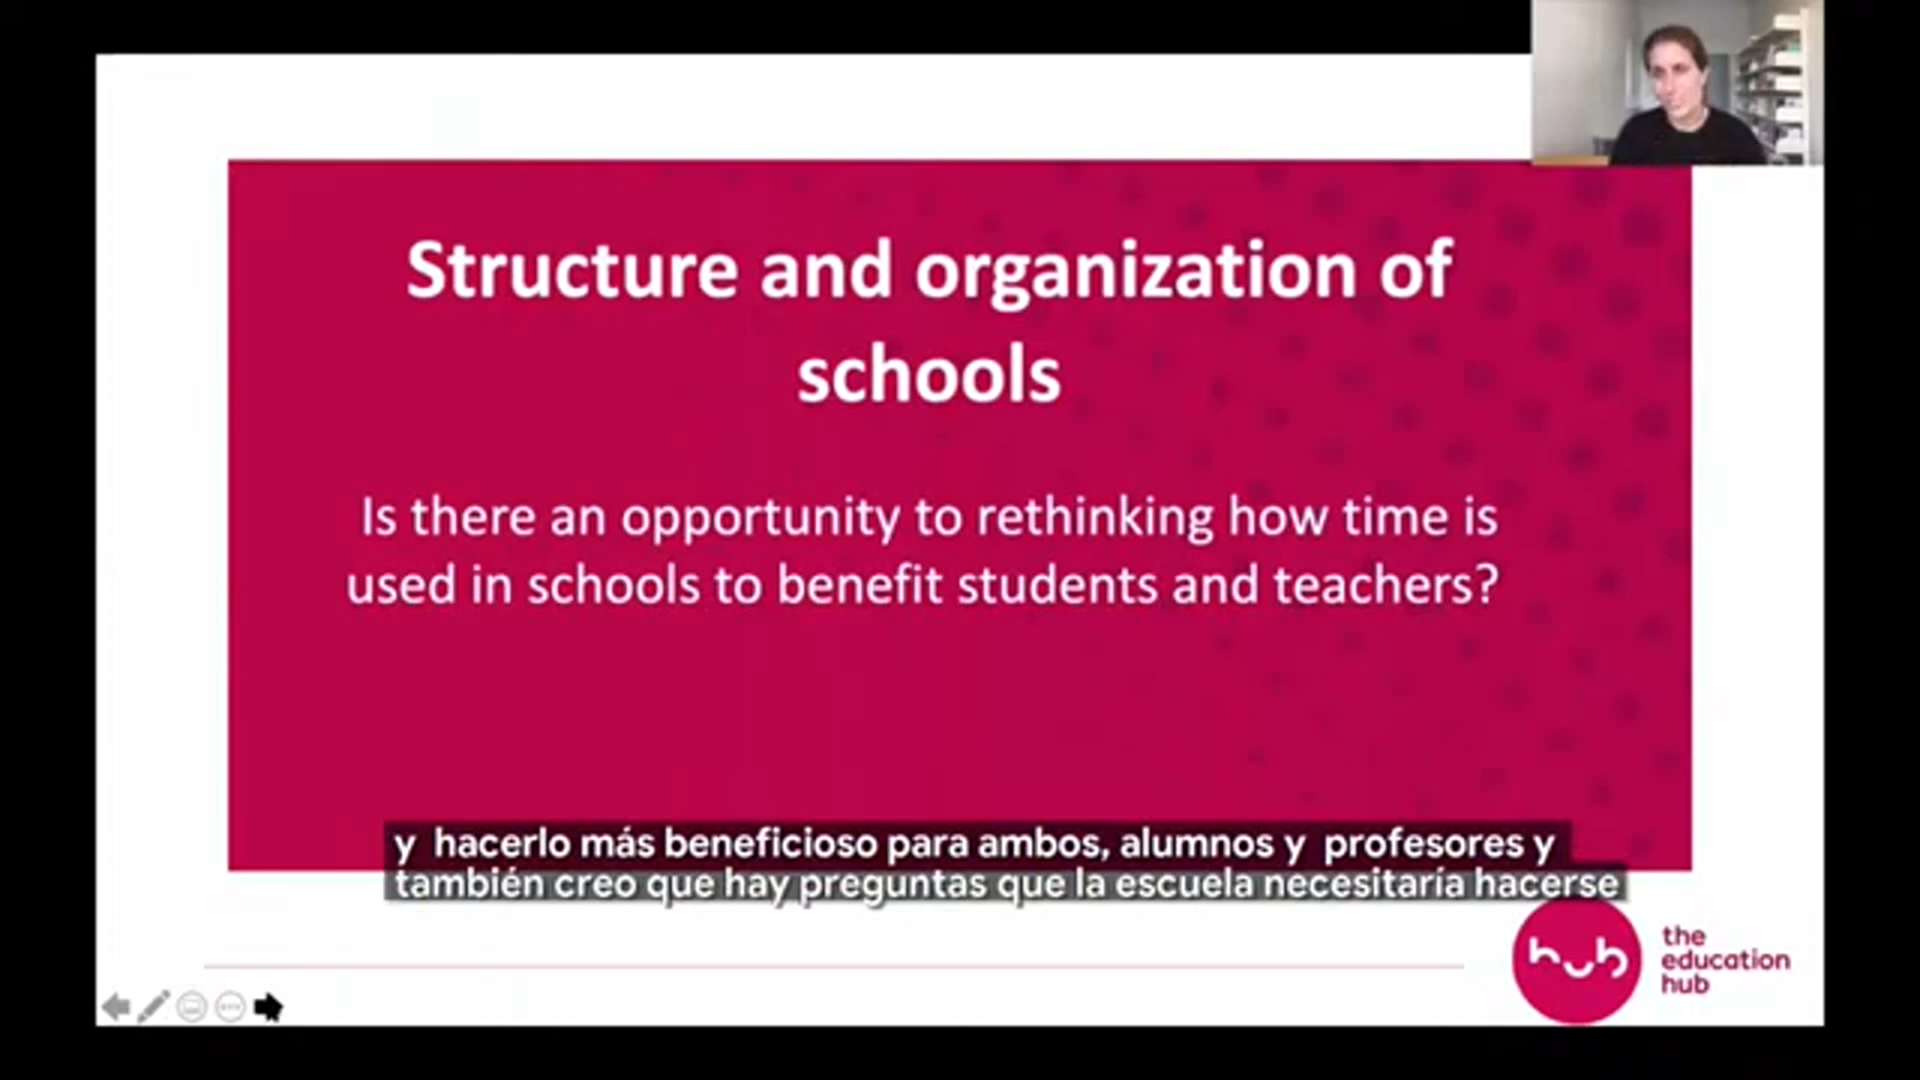 Structure and organization of
schools
Is there an opportunity to rethinking how time is
used in schools to benefit students and teachers?
y hacerlo más beneficioso para ambos, alumnos y profesores y
también creo que hay preguntas que la escuela necesitaría hacerse
hub
the
education
hub